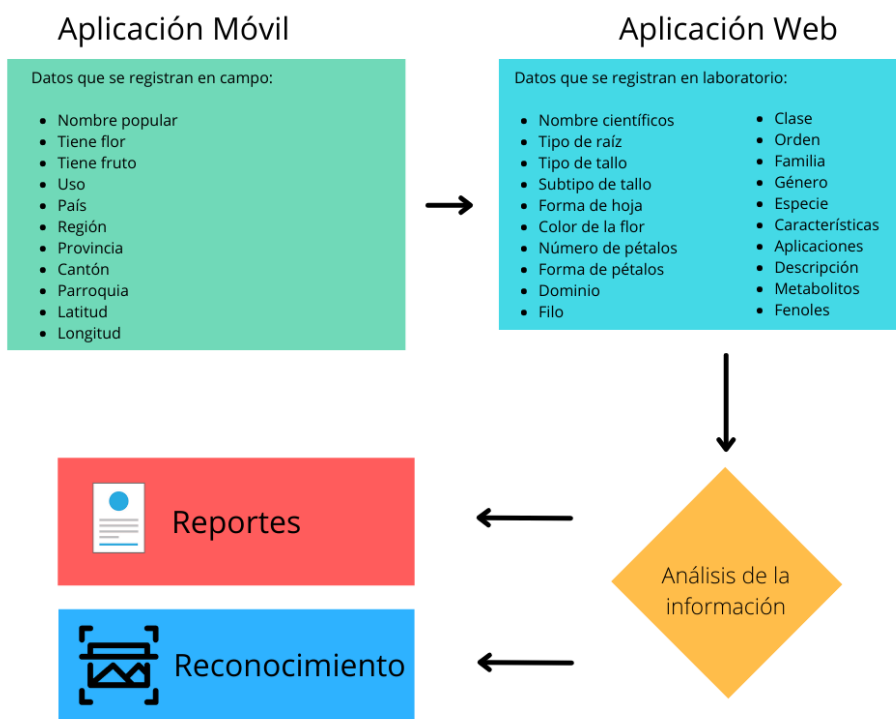 Aplicación Móvil
Datos que se registran en campo:
Nombre popular
Tiene flor
Tiene fruto
Uso
País
Región
Provincia
Cantón
Parroquia
Latitud
Longitud
Aplicación Web
Datos que se registran en laboratorio:
Nombre científicos
Tipo de raíz
Tipo de tallo
Subtipo de tallo
Forma de hoja
Color de la flor
Número de pétalos
Forma de pétalos
Dominio
Filo
Clase
Orden
Familia
Género
Especie
Características
Aplicaciones
Descripción
Metabolitos
Fenoles
Análisis de la
información
Reportes
Reconocimiento